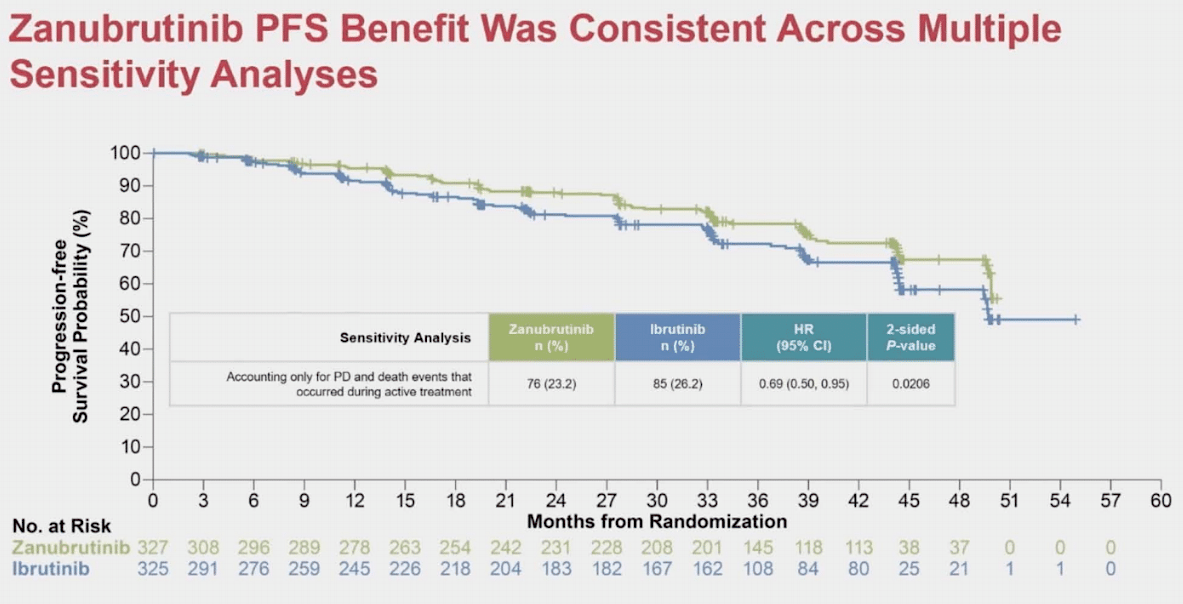 Zanubrutinib PFS Benefit Was Consistent Across Multiple
Sensitivity Analyses
Progression-free
Survival Probability (%)
100
90
80
70
60
50
40
30
20
10
0
Sensitivity Analysis
Zanubrutinib
n (%)
Ibrutinib
n (%)
HR
(95% CI)
2-sided
P-value
Accounting only for PD and death events that
occurred during active treatment
76 (23.2)
85 (26.2)
0.69 (0.50, 0.95)
0.0206
0 3 6 9 12 15 18 21 24 27 30 33 36 39 42 45 48 51 54 57 60
Months from Randomization
No. at Risk
Zanubrutinib 327 308 296 289 278 263 254 242 231 228 208 201 145 118 113 38 37 0 0 0
Ibrutinib 325 291 276 259 245 226 218 204 183 182 167 162 108 84 80 25 21 1 1 0